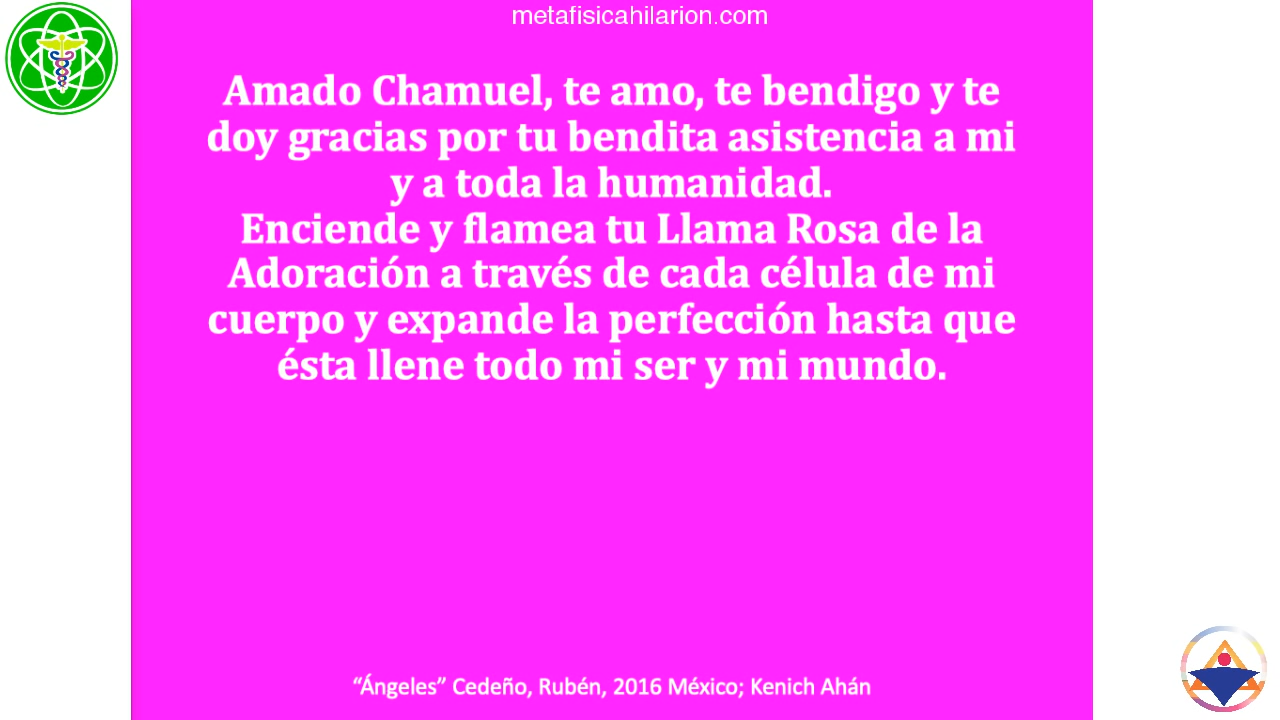 metafisicahilarion.com
Amado Chamuel, te amo, te bendigo y te
doy gracias por tu bendita asistencia a mi
y a toda la humanidad.
Enciende y flamea tu Llama Rosa de la
Adoración a través de cada célula de mi
cuerpo y expande la perfección hasta que
ésta llene todo mi ser y mi mundo.
“Ángeles” Cedeño, Rubén, 2016 México; Kenich Ahán